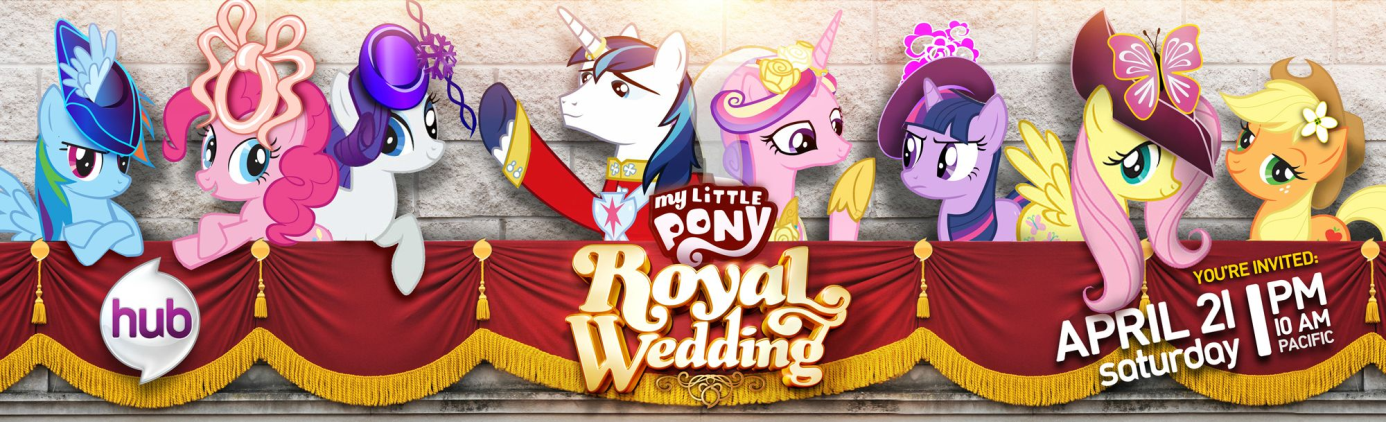 hub
my LiTTLE
PONY
Royal
Wedding
YOU'RE INVITED:
APRIL 21
saturday
1PM
10 AM
PACIFIC